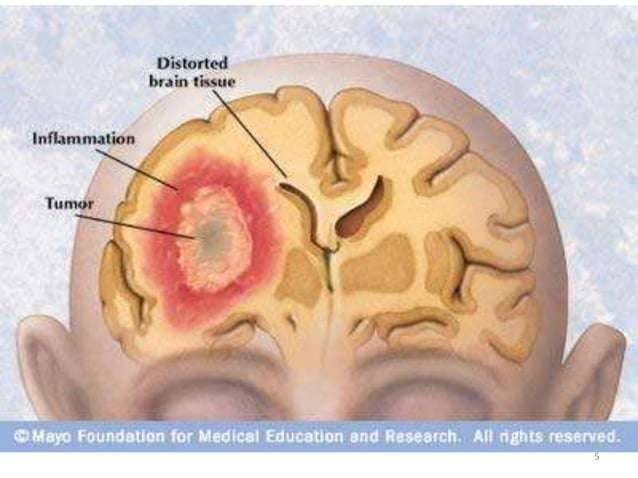 Distorted
brain tissue
Inflammation
Tumor
©Mayo Foundation for Medical Education and Research. All rights reserved.
5